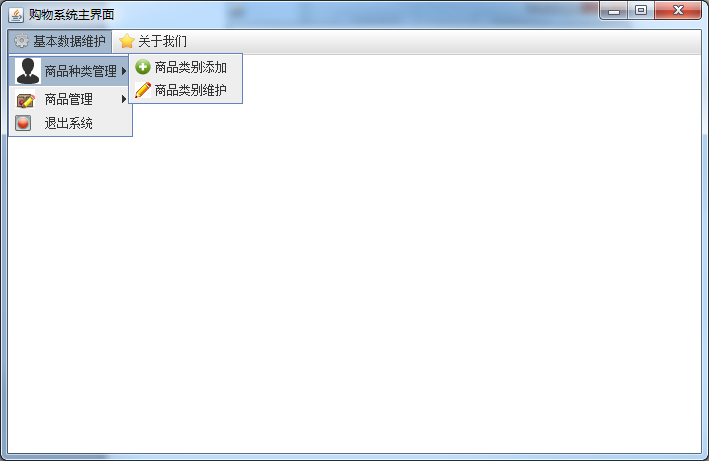 购物系统主界面
基本数据维护 关于我们
商品种类管理 商品类别添加
商品类别维护
商品管理
退出系统